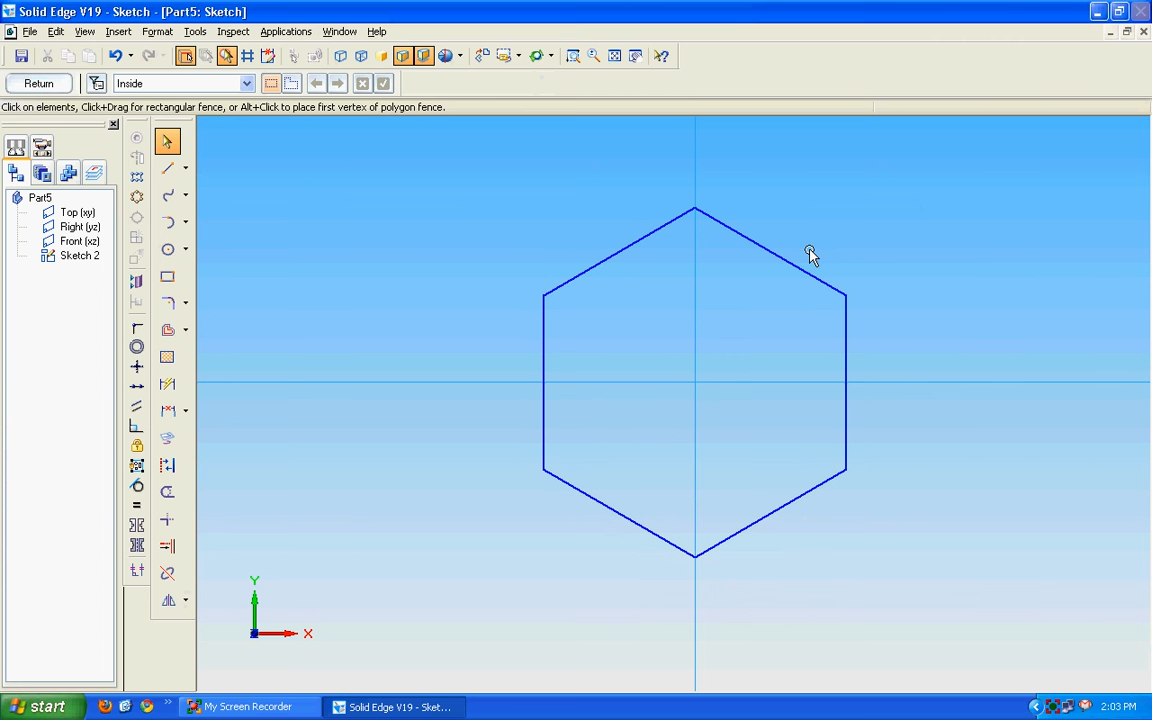 Solid Edge V19 - Sketch - [Part5: Sketch]
File Edit View Insert Format Tools Inspect Applications Window Help
Return Inside
Click on elements, Click+Drag for rectangular fence, or Alt+Click to place first vertex of polygon fence.
Part5
Top (xy)
Right (yz)
Front (xz)
Sketch 2
Y
X
start My Screen Recorder Solid Edge V19 - Sket... 2:03 PM